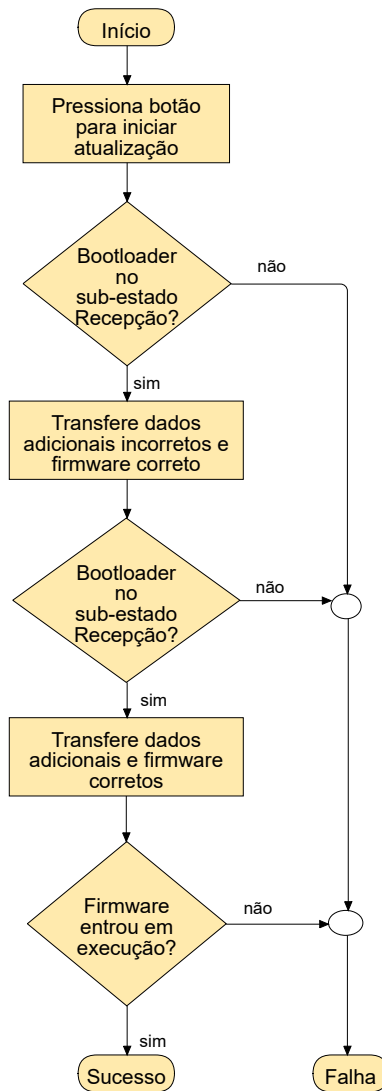 Início
Pressiona botão
para iniciar
atualização
Bootloader
no
sub-estado
Recepção?
não
sim
Transfere dados
adicionais incorretos e
firmware correto
Bootloader
no
sub-estado
Recepção?
não
sim
Transfere dados
adicionais e firmware
corretos
Firmware
entrou em
execução?
não
sim
Sucesso
Falha